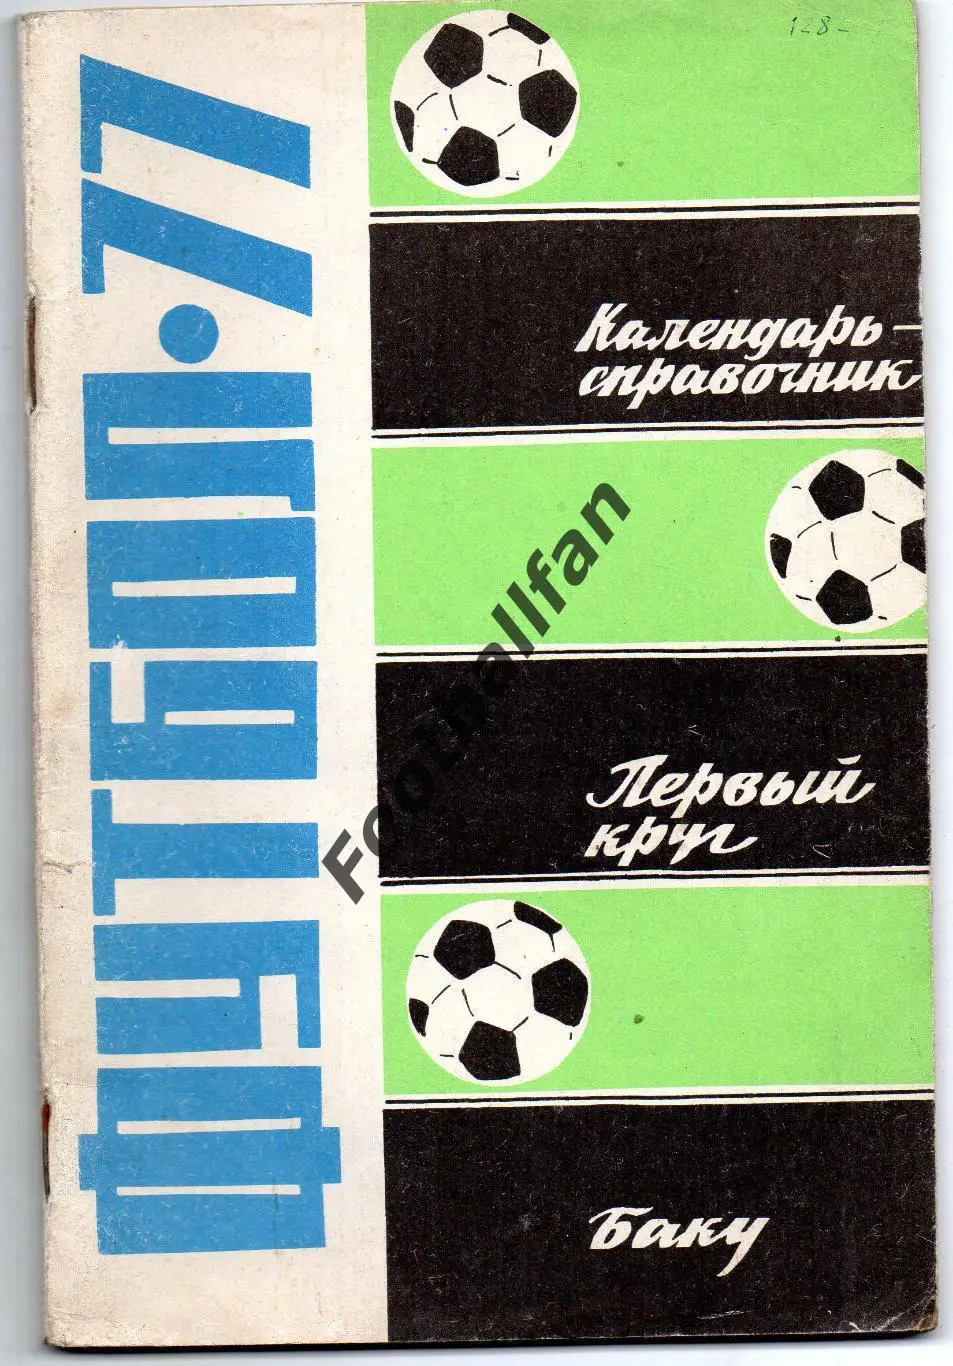 ФУТБОЛ·77
128-
Календарь-
справочник
Первый
круг
Баку
Footballfan